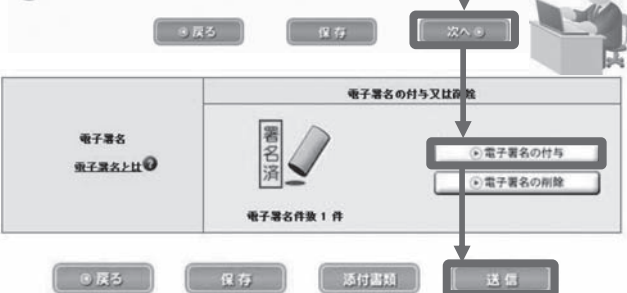 戻る 保存 次へ
電子署名の付与又は削除
電子署名
電子署名とは?
署名済
電子署名の付与
電子署名の削除
電子署名件数 1 件
戻る 保存 添付書類 送信